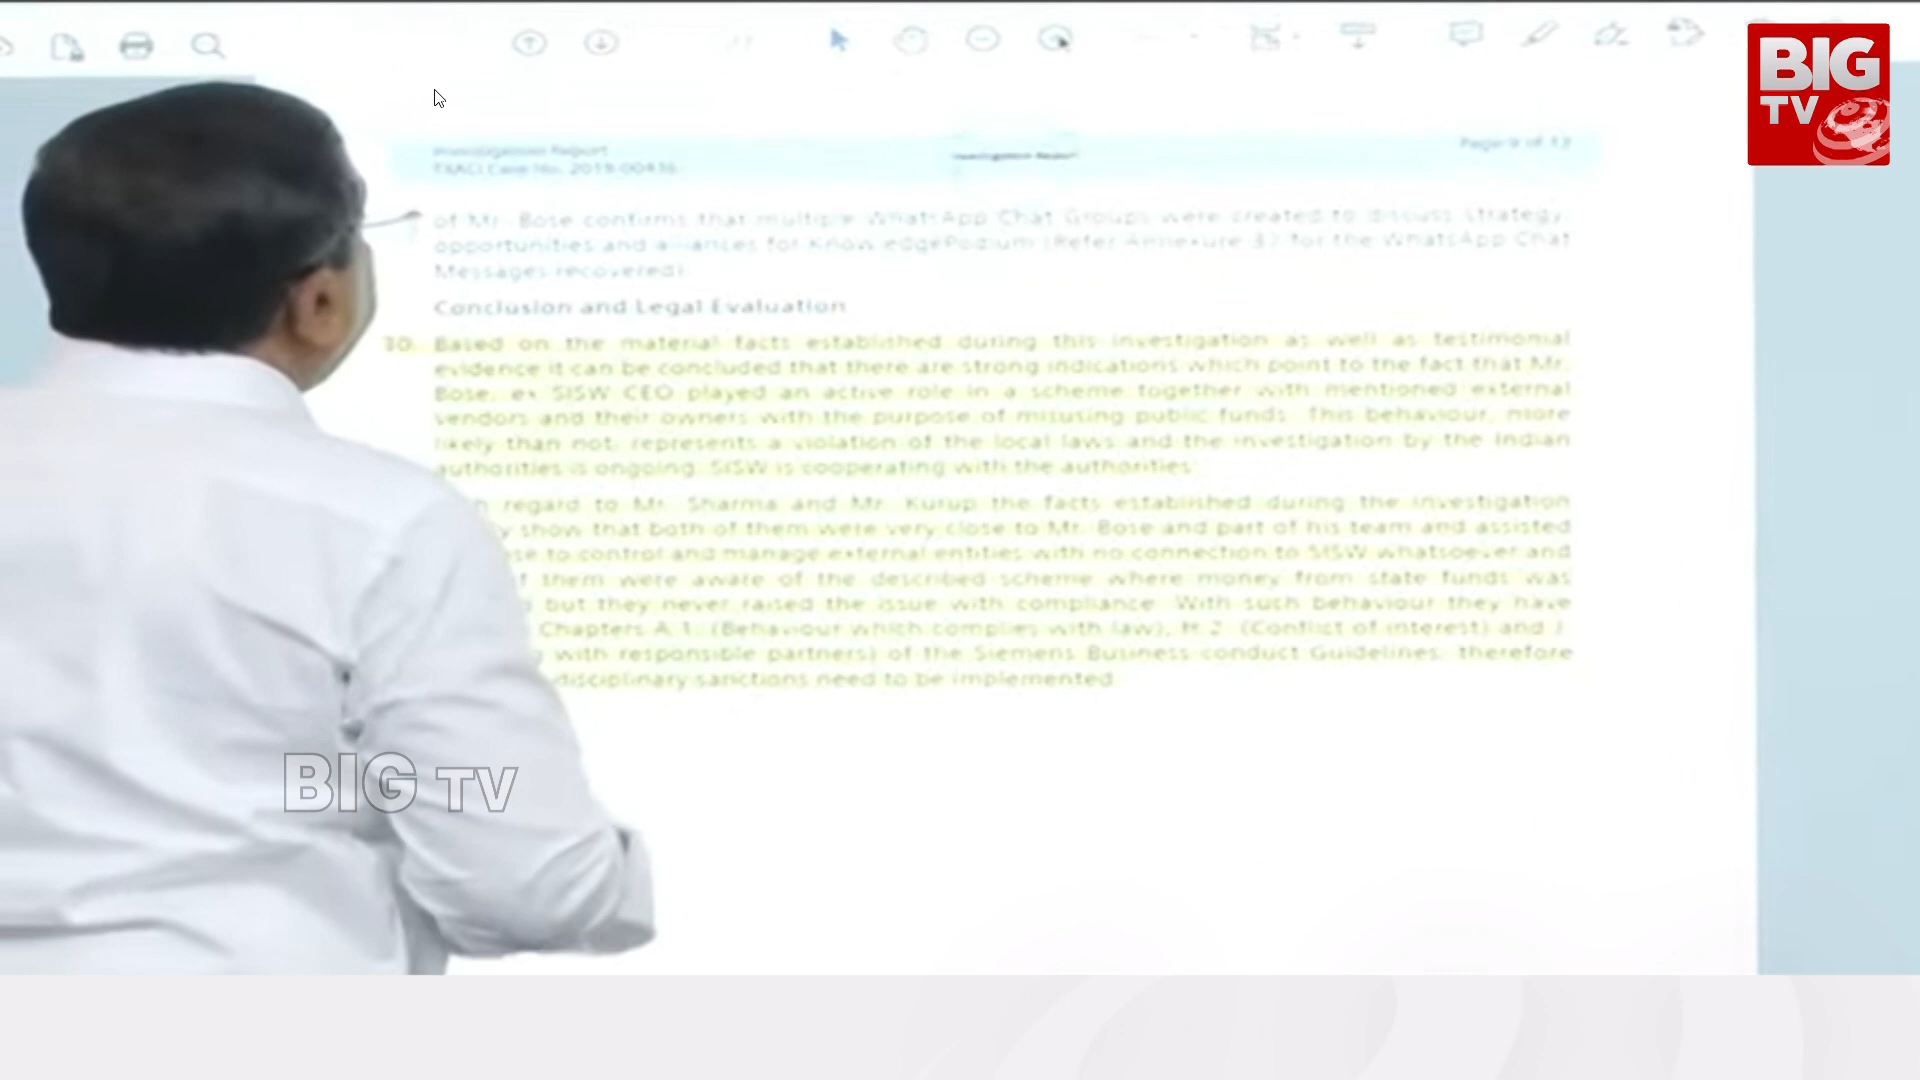 BIG
TV
Investigation Report
Case No. 2019-00436
Investigation Report
Page 9 of 13
of Mr. Bose confirms that multiple WhatsApp Chat Groups were created to discuss strategy,
opportunities and alliances for KnowledgePodium (Refer Annexure 3) for the WhatsApp Chat
Messages recovered)
Conclusion and Legal Evaluation
30. Based on the material facts established during this investigation as well as testimonial
evidence it can be concluded that there are strong indications which point to the fact that Mr.
Bose, ex SISW CEO played an active role in a scheme together with mentioned external
vendors and their owners with the purpose of misusing public funds. This behaviour, more
likely than not, represents a violation of the local laws and the investigation by the Indian
authorities is ongoing. SISW is cooperating with the authorities.
regard to Mr. Sharma and Mr. Kurup the facts established during the investigation
show that both of them were very close to Mr. Bose and part of his team and assisted
to control and manage external entities with no connection to SISW whatsoever and
them were aware of the described scheme where money from state funds was
but they never raised the issue with compliance. With such behaviour they have
Chapters A.1. (Behaviour which complies with law), H.2. (Conflict of interest) and J.
with responsible partners) of the Siemens Business conduct Guidelines, therefore
disciplinary sanctions need to be implemented
BIG TV